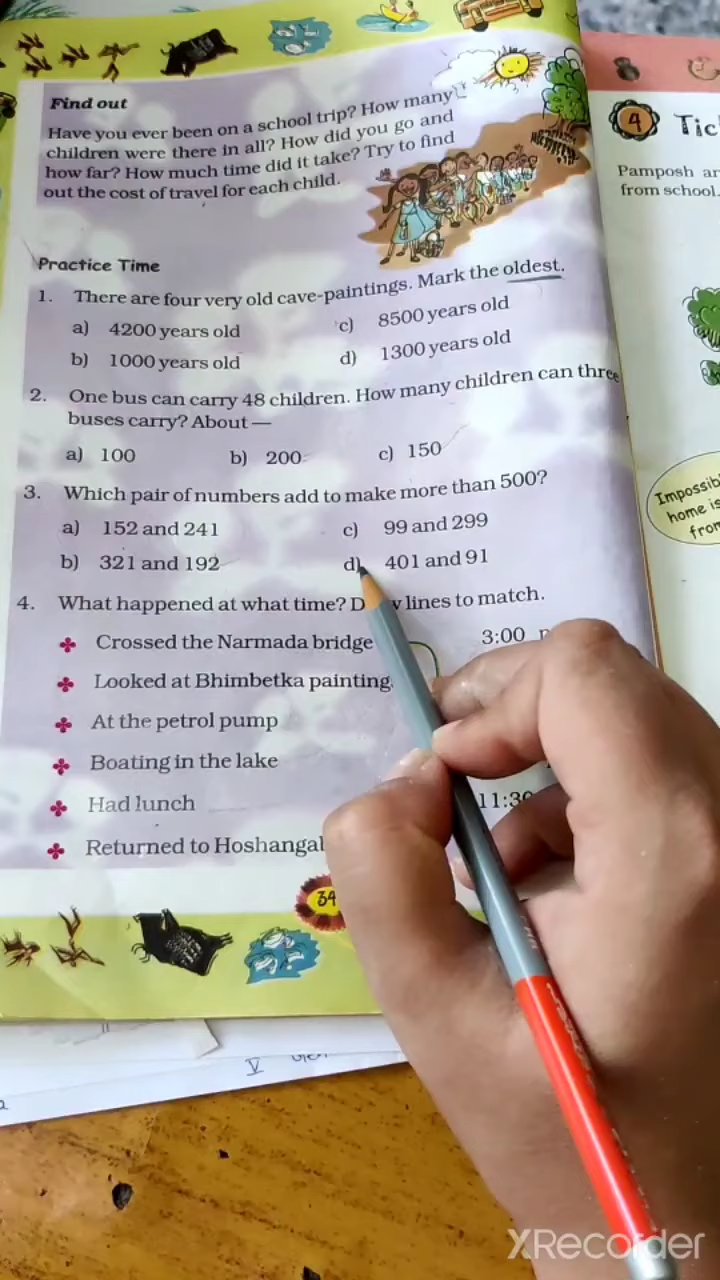 Find out
Have you ever been on a school trip? How many
children were there in all? How did you go and
how far? How much time did it take? Try to find
out the cost of travel for each child.
Practice Time
1. There are four very old cave-paintings. Mark the oldest.
a) 4200 years old c) 8500 years old
b) 1000 years old d) 1300 years old
2. One bus can carry 48 children. How many children can three
buses carry? About —
a) 100 b) 200 c) 150
3. Which pair of numbers add to make more than 500?
a) 152 and 241 c) 99 and 299
b) 321 and 192 d) 401 and 91
4. What happened at what time? lines to match.
Crossed the Narmada bridge 3:00
Looked at Bhimbetka painting
At the petrol pump
Boating in the lake
Had lunch 11:30
Returned to
34
4
Pamposh
from school.
Impossib
home is
from
V
XRecorder